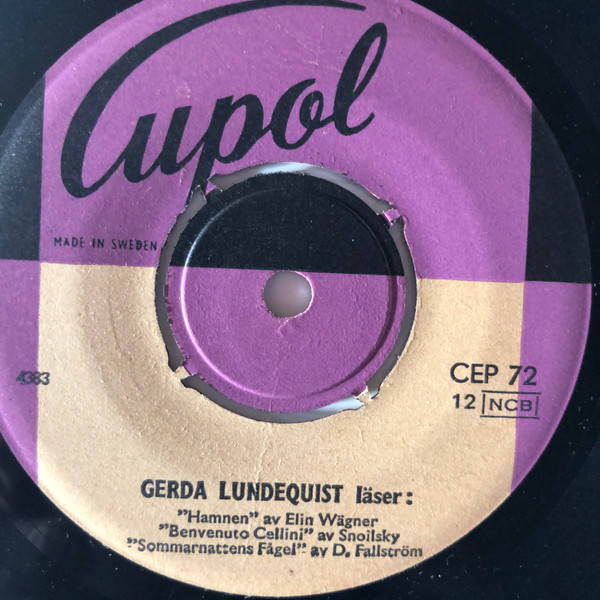 Cupol
MADE IN SWEDEN
4383
CEP 72
12 NCB
GERDA LUNDEQUIST läser:
"Hamnen" av Elin Wägner
"Benvenuto Cellini" av Snoilsky
"Sommarnattens Fågel" av D. Fallström